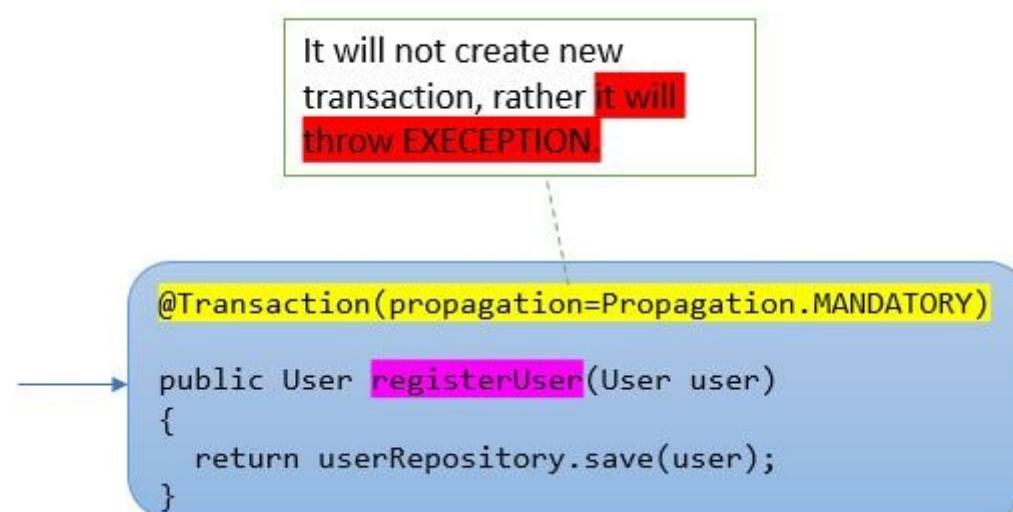 It will not create new
transaction, rather it will
throw EXECEPTION.
@Transaction(propagation=Propagation.MANDATORY)
public User registerUser(User user)
{
return userRepository.save(user);
}